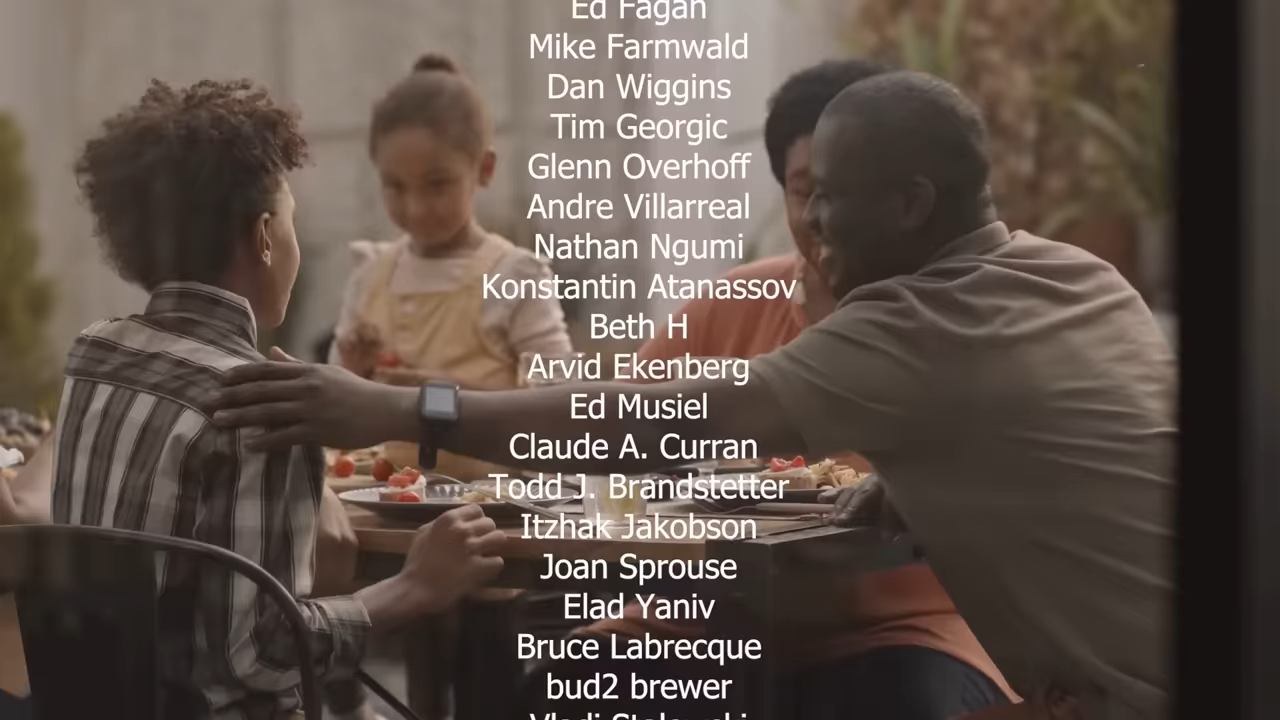 Ed Fagan
Mike Farmwald
Dan Wiggins
Tim Georgic
Glenn Overhoff
Andre Villarreal
Nathan Ngumi
Konstantin Atanassov
Beth H
Arvid Ekenberg
Ed Musiel
Claude A. Curran
Todd J. Brandstetter
Itzhak Jakobson
Joan Sprouse
Elad Yaniv
Bruce Labrecque
bud2 brewer